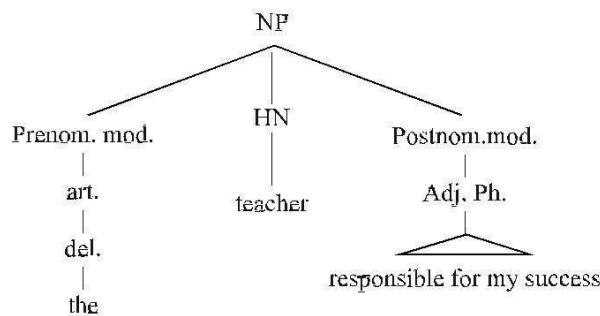 NP
Prenom. mod.
HN
Postnom.mod.
art.
teacher
Adj. Ph.
del.
responsible for my success
the